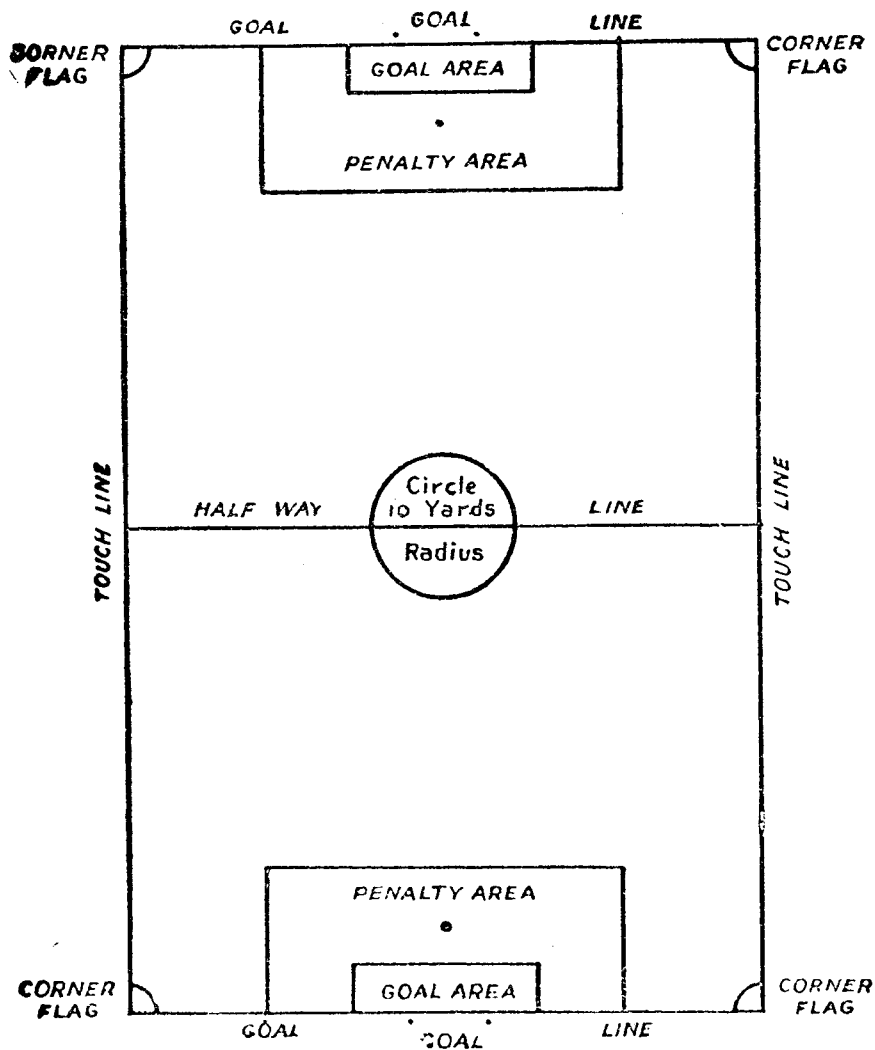 GOAL GOAL LINE
CORNER FLAG
CORNER FLAG
GOAL AREA
PENALTY AREA
TOUCH LINE
HALF WAY LINE
Circle
10 Yards
Radius
TOUCH LINE
PENALTY AREA
GOAL AREA
CORNER FLAG
CORNER FLAG
GOAL GOAL LINE